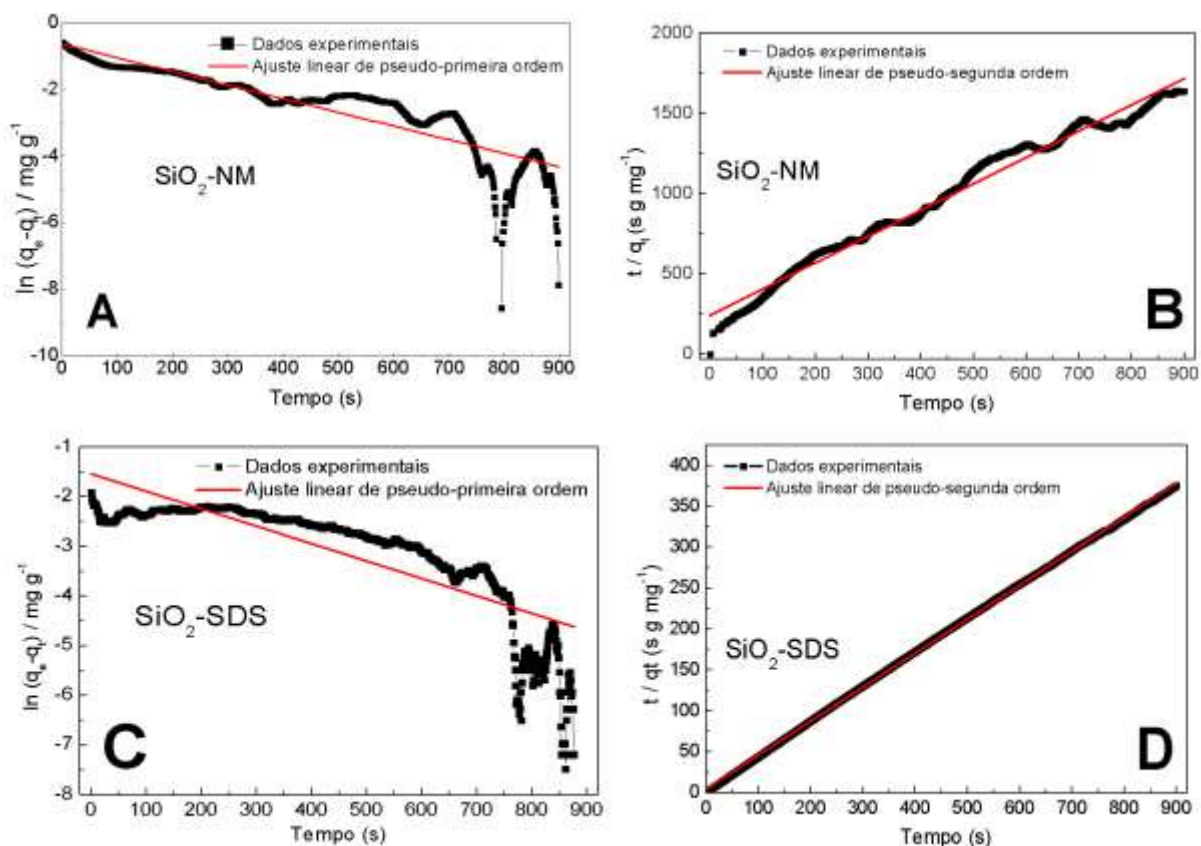 0
-2
-4
-6
-8
-10
ln (qe-qt) / mg g⁻¹
Dados experimentais
Ajuste linear de pseudo-primeira ordem
SiO₂-NM
A
0 100 200 300 400 500 600 700 800 900
Tempo (s)
2000
1500
1000
500
0
t / qt (s g mg⁻¹)
Dados experimentais
Ajuste linear de pseudo-segunda ordem
SiO₂-NM
B
0 100 200 300 400 500 600 700 800 900
Tempo (s)
-1
-2
-3
-4
-5
-6
-7
-8
ln (qe-qt) / mg g⁻¹
Dados experimentais
Ajuste linear de pseudo-primeira ordem
SiO₂-SDS
C
0 100 200 300 400 500 600 700 800 900
Tempo (s)
400
350
300
250
200
150
100
50
0
t / qt (s g mg⁻¹)
Dados experimentais
Ajuste linear de pseudo-segunda ordem
SiO₂-SDS
D
0 100 200 300 400 500 600 700 800 900
Tempo (s)